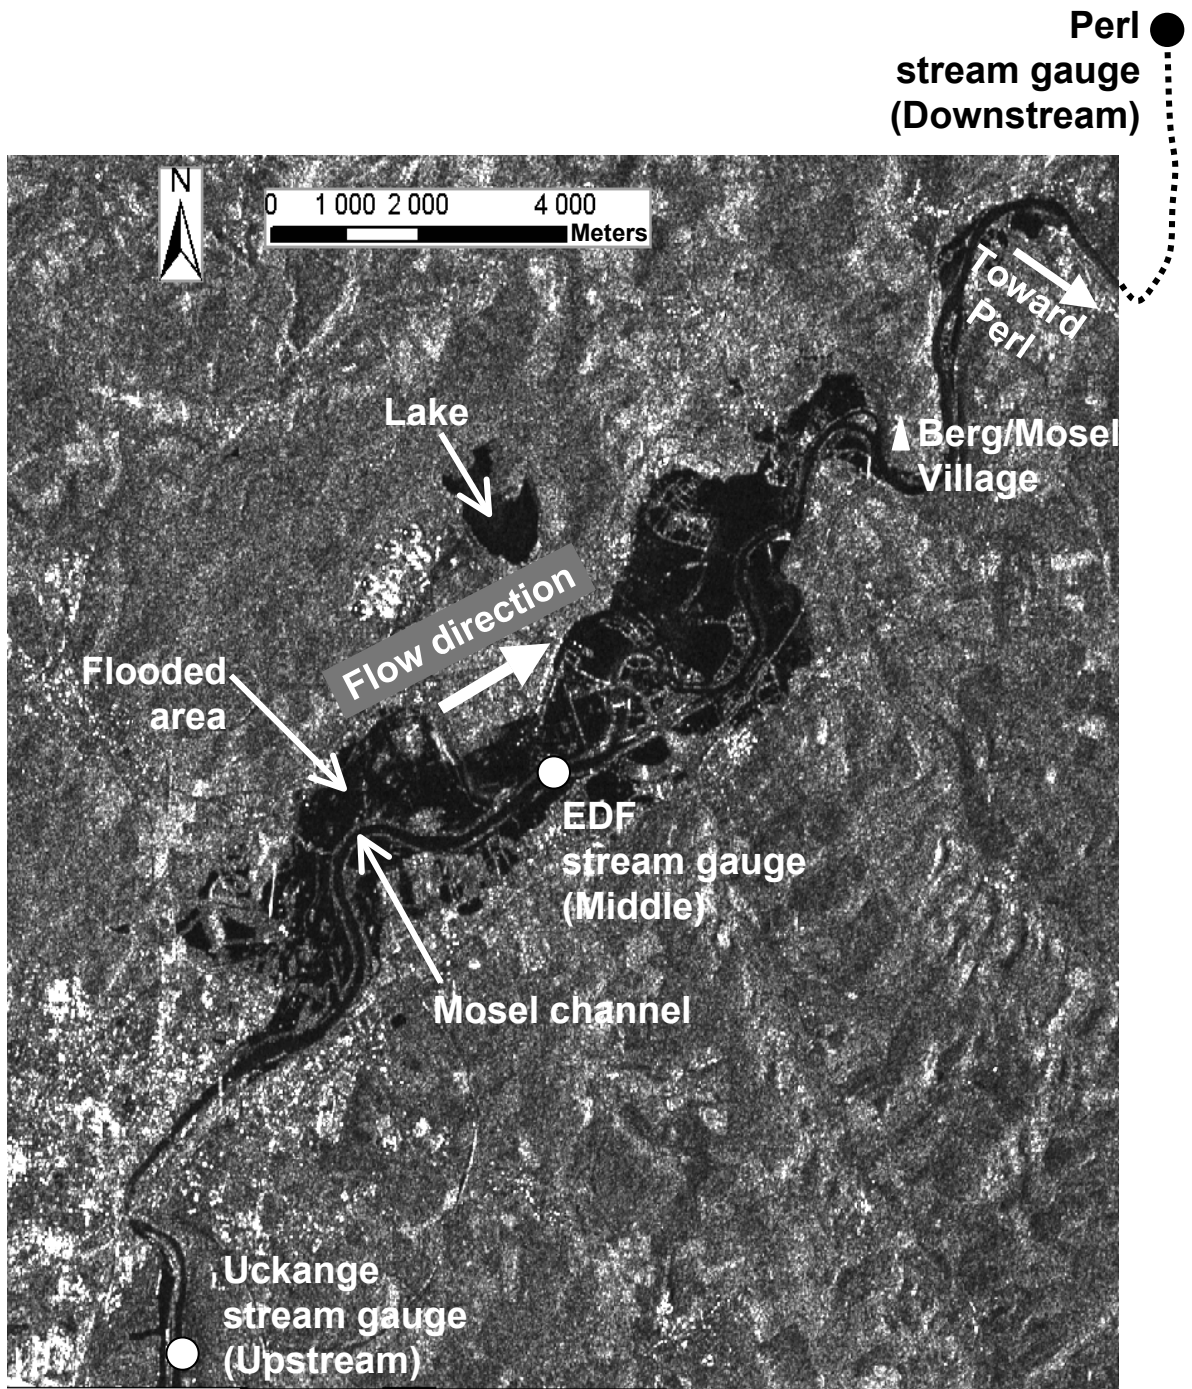 Perl
stream gauge
(Downstream)
N
0 1 000 2 000 4 000
Meters
Toward
Perl
Lake
Berg/Mosel
Village
Flow direction
Flooded
area
EDF
stream gauge
(Middle)
Mosel channel
Uckange
stream gauge
(Upstream)